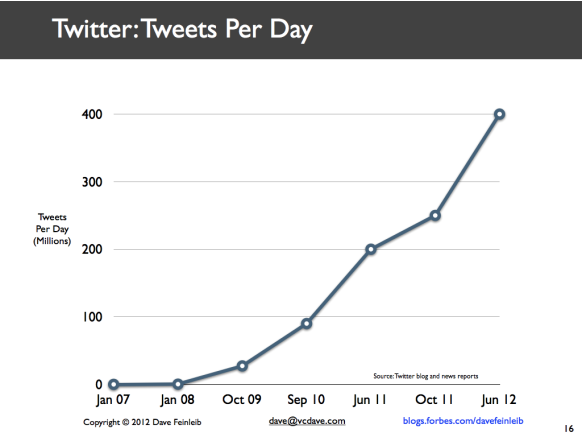 Twitter: Tweets Per Day
400
300
Tweets
Per Day
(Millions)
200
100
Source: Twitter blog and news reports
0
Jan 07 Jan 08 Oct 09 Sep 10 Jun 11 Oct 11 Jun 12
Copyright © 2012 Dave Feinleib dave@vcdave.com blogs.forbes.com/davefeinleib
16